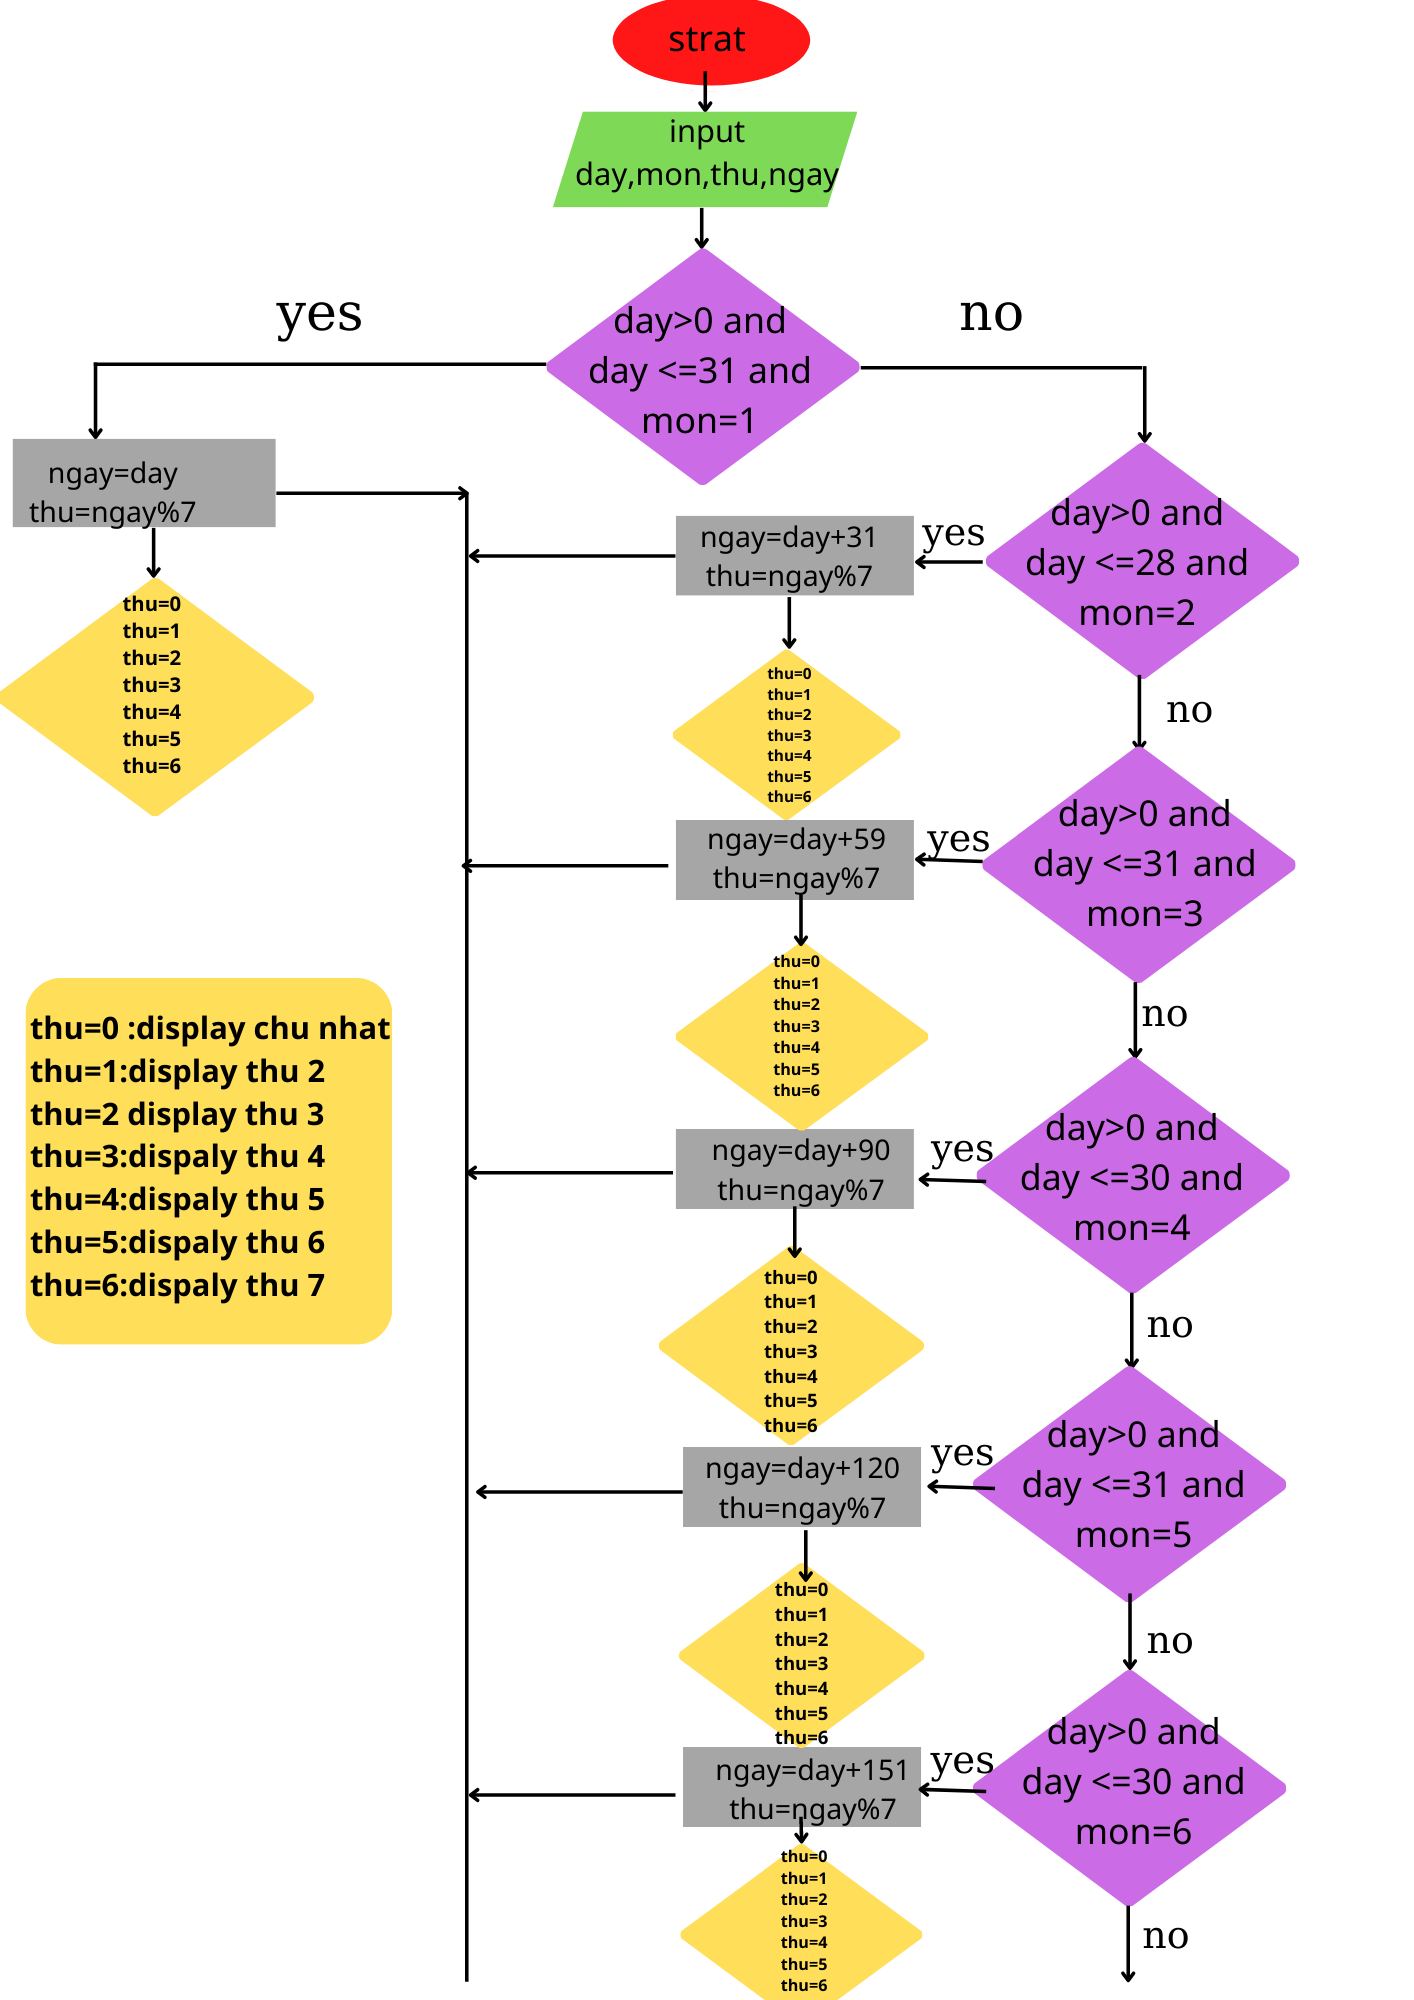 strat
input
day,mon,thu,ngay
yes
day>0 and
day <=31 and
mon=1
no
ngay=day
thu=ngay%7
thu=0
thu=1
thu=2
thu=3
thu=4
thu=5
thu=6
day>0 and
day <=28 and
mon=2
yes
ngay=day+31
thu=ngay%7
thu=0
thu=1
thu=2
thu=3
thu=4
thu=5
thu=6
no
day>0 and
day <=31 and
mon=3
yes
ngay=day+59
thu=ngay%7
thu=0
thu=1
thu=2
thu=3
thu=4
thu=5
thu=6
no
thu=0 :display chu nhat
thu=1:display thu 2
thu=2 display thu 3
thu=3:dispaly thu 4
thu=4:dispaly thu 5
thu=5:dispaly thu 6
thu=6:dispaly thu 7
day>0 and
day <=30 and
mon=4
yes
ngay=day+90
thu=ngay%7
thu=0
thu=1
thu=2
thu=3
thu=4
thu=5
thu=6
no
day>0 and
day <=31 and
mon=5
yes
ngay=day+120
thu=ngay%7
thu=0
thu=1
thu=2
thu=3
thu=4
thu=5
thu=6
no
day>0 and
day <=30 and
mon=6
yes
ngay=day+151
thu=ngay%7
thu=0
thu=1
thu=2
thu=3
thu=4
thu=5
thu=6
no